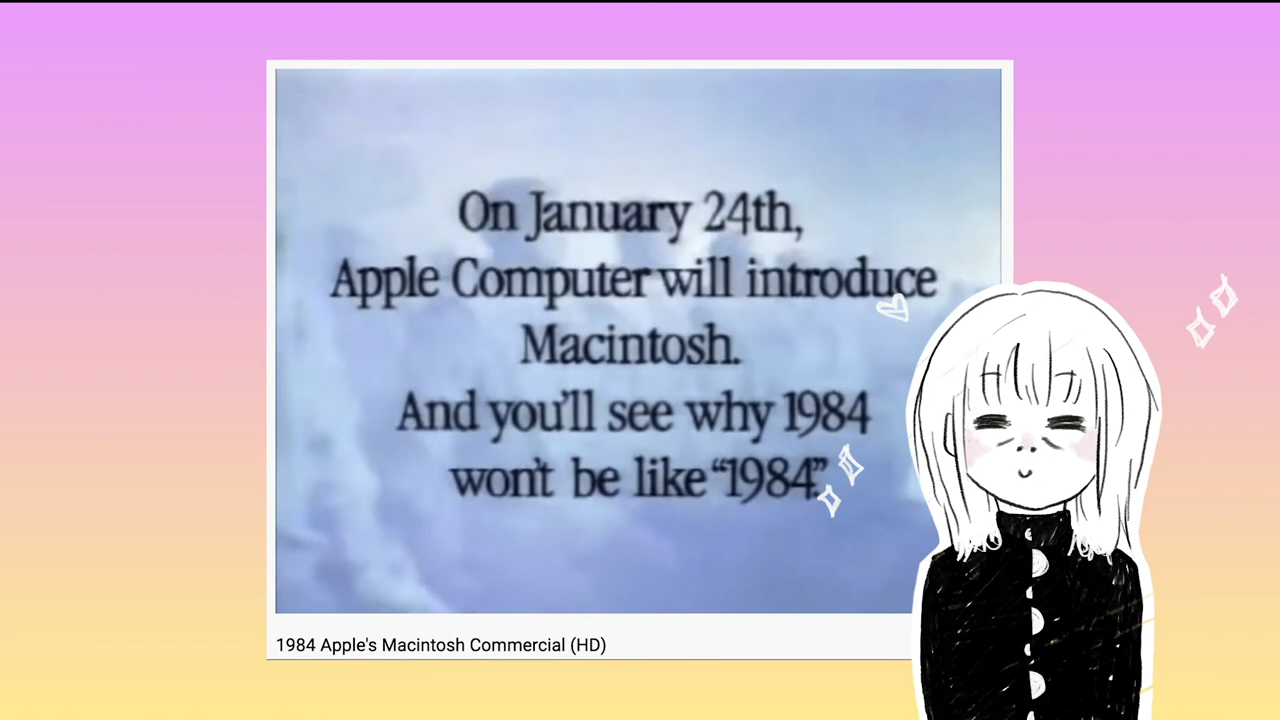 On January 24th,
Apple Computer will introduce
Macintosh.
And you'll see why 1984
won't be like “1984.”
1984 Apple's Macintosh Commercial (HD)